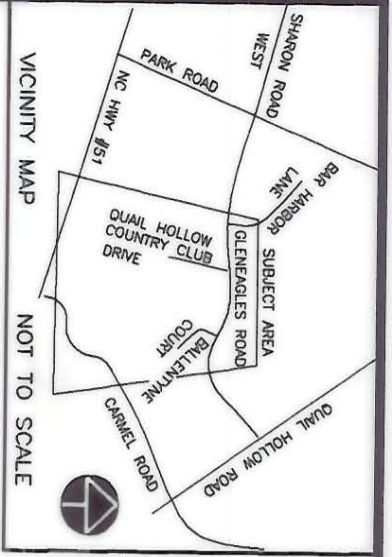 SHARON ROAD
WEST
PARK ROAD
BAR HARBOR
LANE
NC HWY #51
SUBJECT AREA
GLENEAGLES ROAD
QUAIL HOLLOW
COUNTRY CLUB
DRIVE
BALLENTYNE
COURT
QUAIL HOLLOW ROAD
CARMEL ROAD
VICINITY MAP
NOT TO SCALE